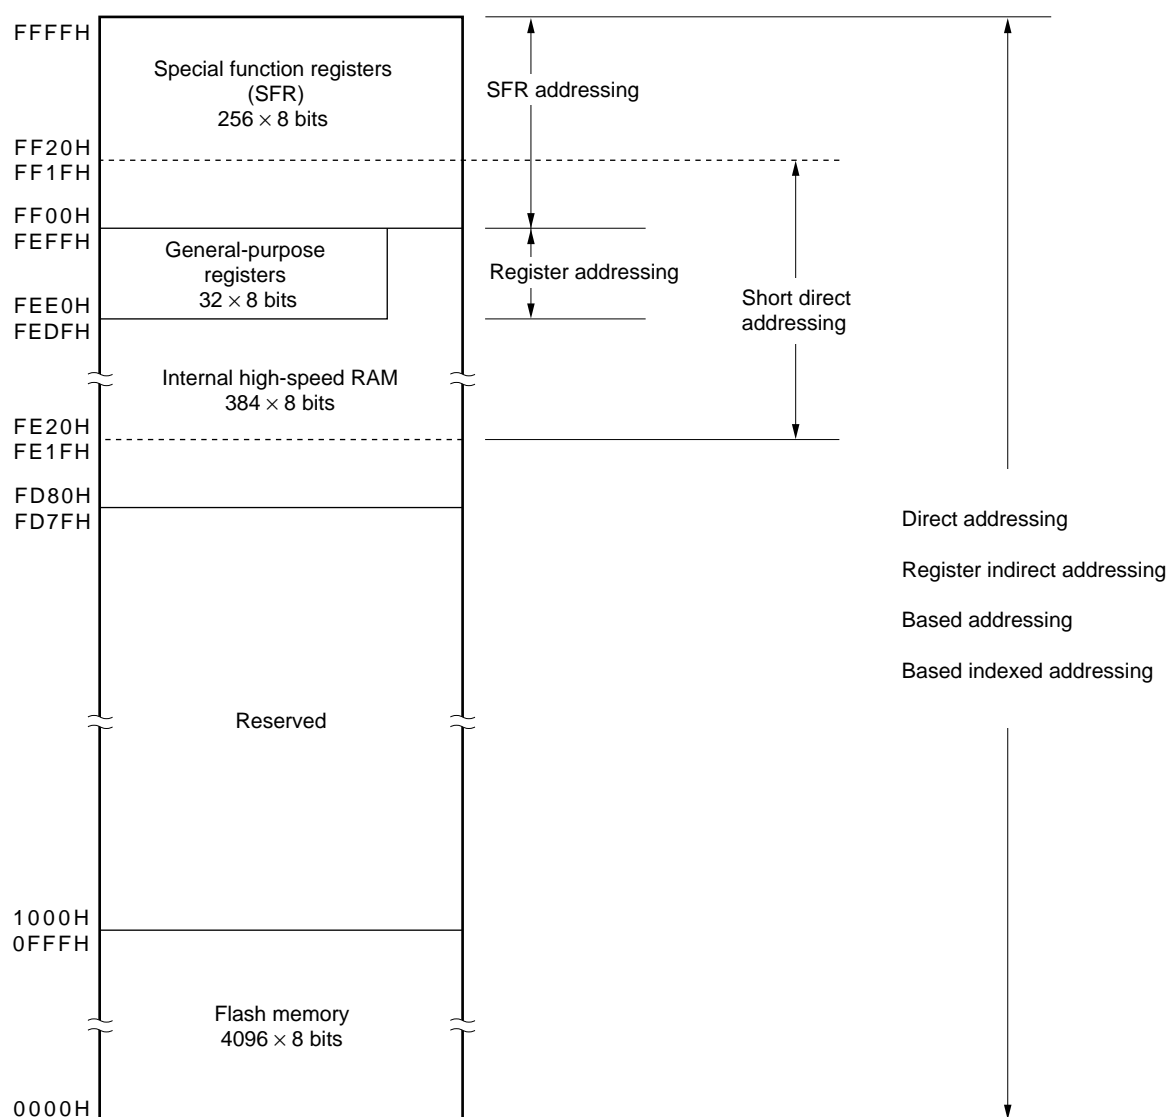 FFFFH
Special function registers
(SFR)
256 × 8 bits
SFR addressing
FF20H
FF1FH
FF00H
FEFFH
General-purpose
registers
32 × 8 bits
Register addressing
Short direct
addressing
FEE0H
FEDFH
Internal high-speed RAM
384 × 8 bits
FE20H
FE1FH
FD80H
FD7FH
Direct addressing
Register indirect addressing
Based addressing
Based indexed addressing
Reserved
1000H
0FFFH
Flash memory
4096 × 8 bits
0000H